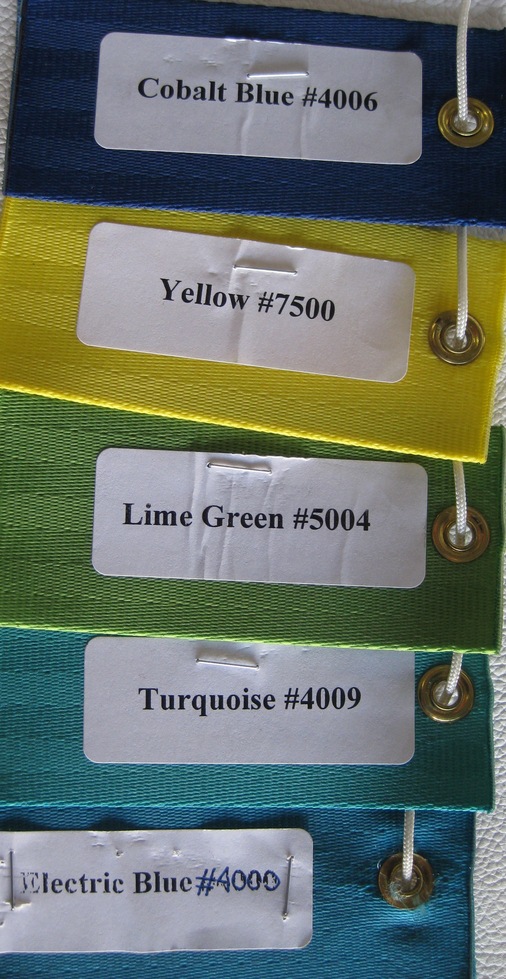 Cobalt Blue #4006
Yellow #7500
Lime Green #5004
Turquoise #4009
Electric Blue #4000